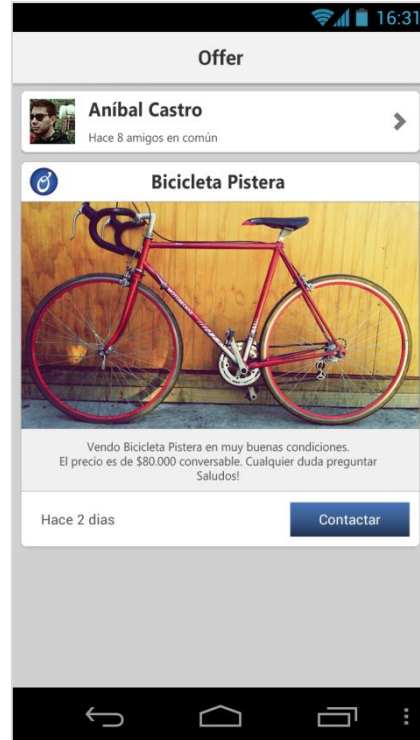 16:31
Offer
Aníbal Castro
Hace 8 amigos en común
Bicicleta Pistera
Vendo Bicicleta Pistera en muy buenas condiciones.
El precio es de $80.000 conversable. Cualquier duda preguntar
Saludos!
Hace 2 dias
Contactar